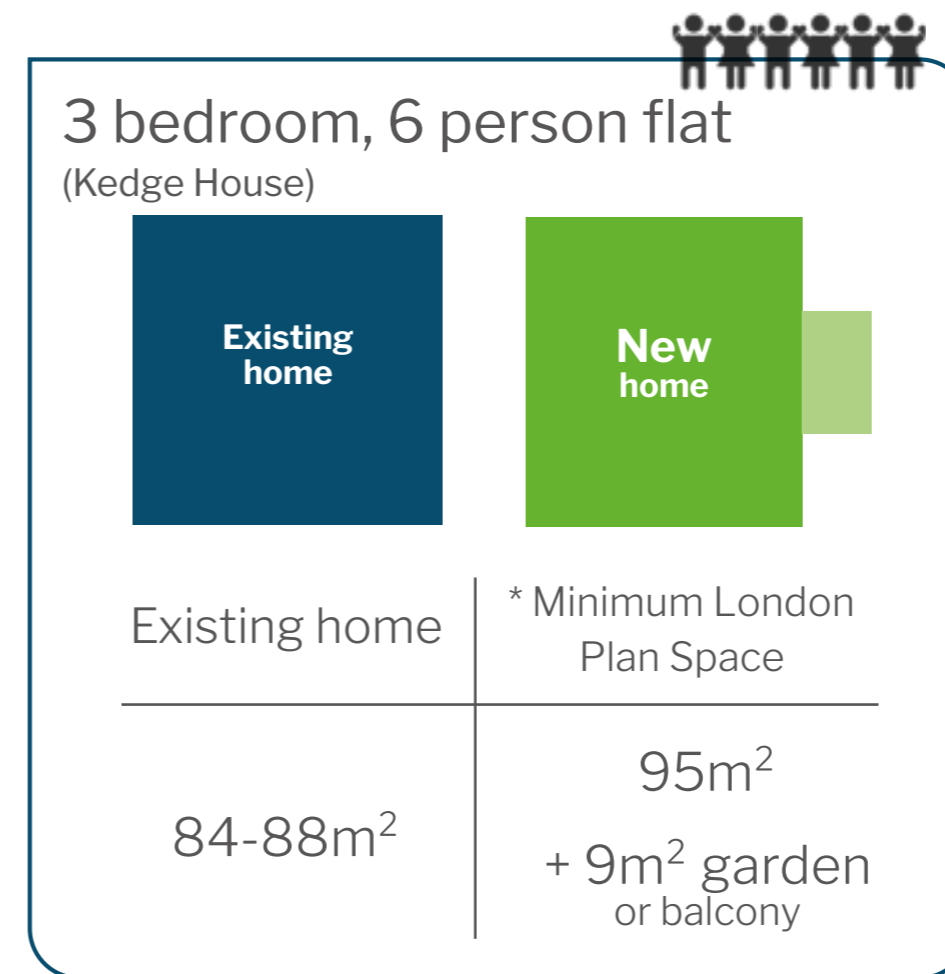 3 bedroom, 6 person flat
(Kedge House)
Existing
home
New
home
Existing home
* Minimum London
Plan Space
84-88m²
95m²
+ 9m² garden
or balcony